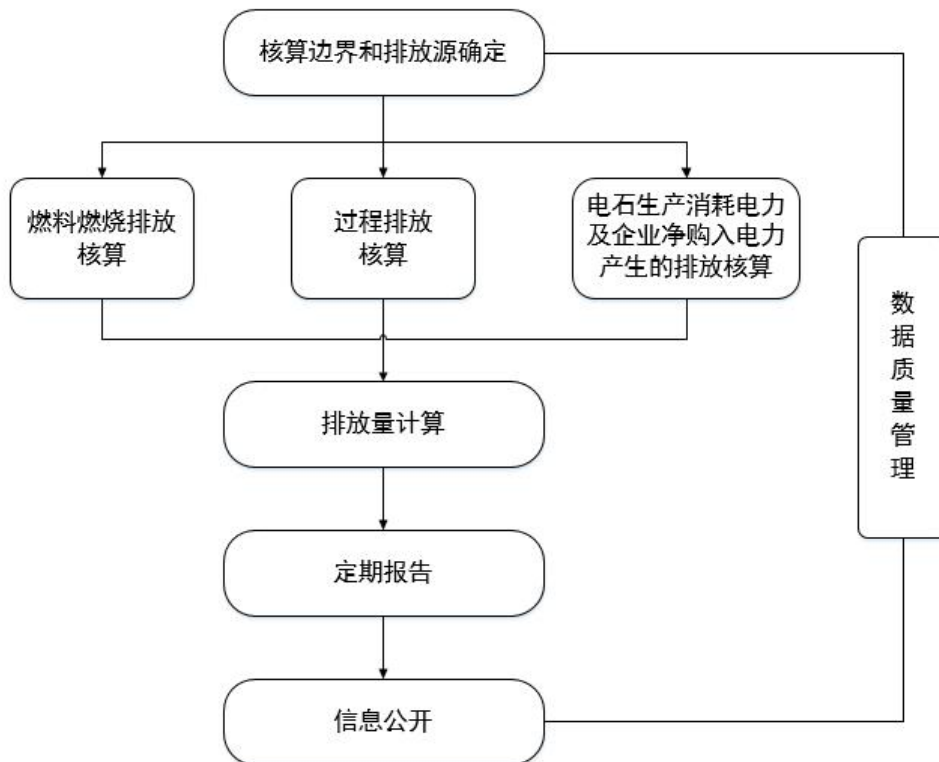 核算边界和排放源确定
燃料燃烧排放
核算
过程排放
核算
电石生产消耗电力
及企业净购入电力
产生的排放核算
数
据
质
量
管
理
排放量计算
定期报告
信息公开